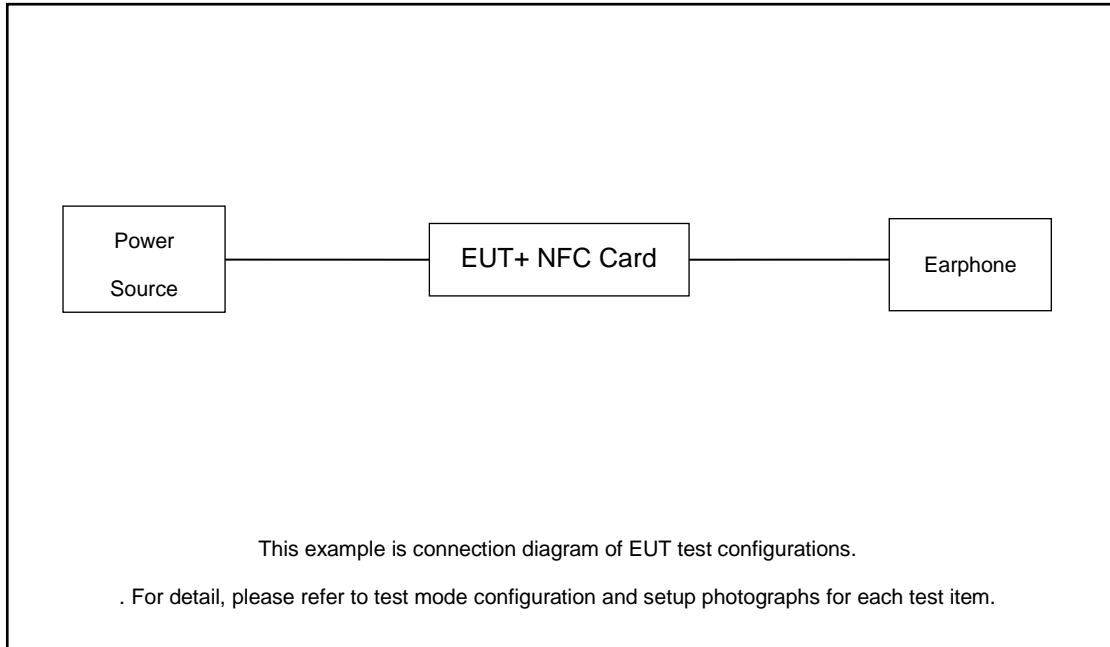 Power
Source
EUT+ NFC Card
Earphone
This example is connection diagram of EUT test configurations.
. For detail, please refer to test mode configuration and setup photographs for each test item.